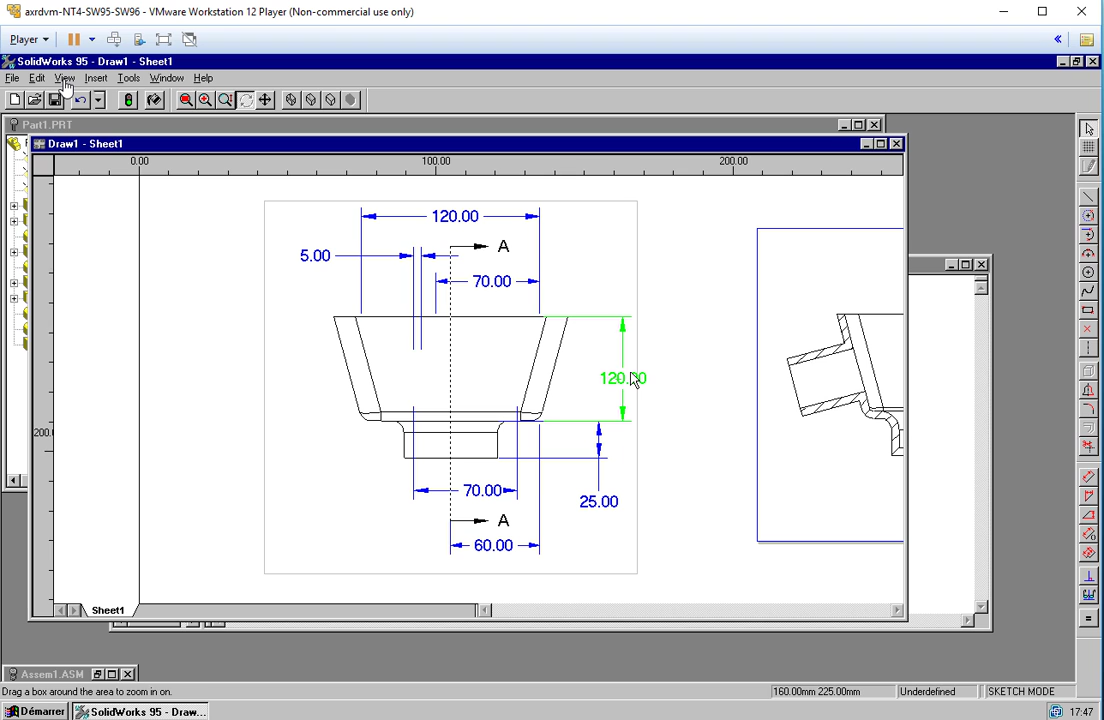 axrdvm-NT4-SW95-SW96 - VMware Workstation 12 Player (Non-commercial use only)
Player
SolidWorks 95 - Draw1 - Sheet1
File Edit View Insert Tools Window Help
Part1.PRT
Draw1 - Sheet1
0.00 100.00 200.00
120.00
A
5.00
70.00
120.00
200.0
70.00
25.00
A
60.00
Sheet1
Assem1.ASM
Drag a box around the area to zoom in on.
160.00mm 225.00mm
Underdefined
SKETCH MODE
Démarrer
SolidWorks 95 - Draw...
17:47